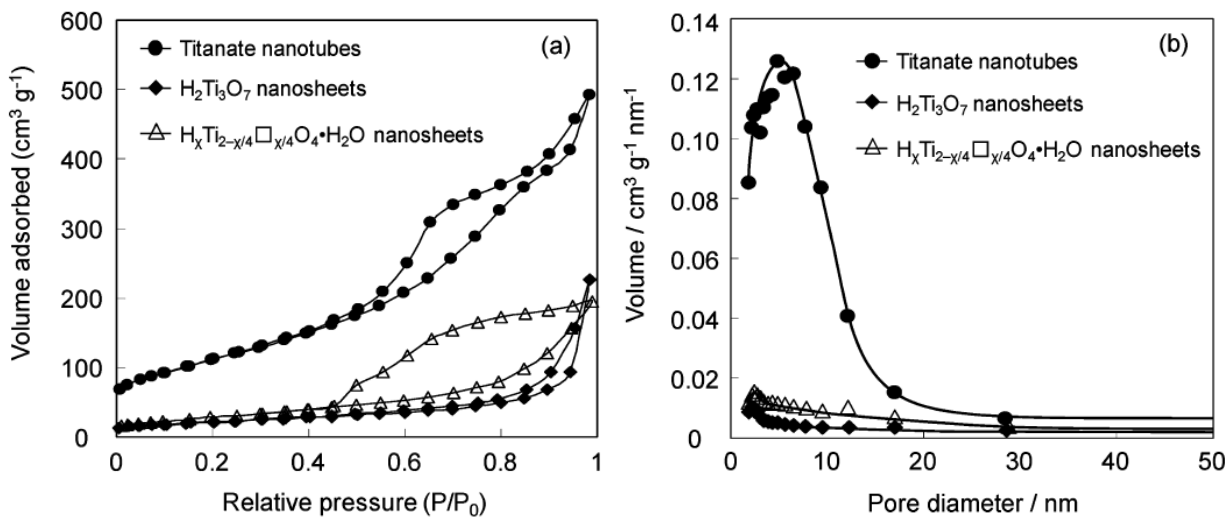 (a)
Titanate nanotubes
H₂Ti₃O₇ nanosheets
HχTi₂₋χ/₄□χ/₄O₄•H₂O nanosheets
Volume adsorbed (cm³ g⁻¹)
600
500
400
300
200
100
0
0
0.2
0.4
0.6
0.8
1
Relative pressure (P/P₀)
(b)
Titanate nanotubes
H₂Ti₃O₇ nanosheets
HχTi₂₋χ/₄□χ/₄O₄•H₂O nanosheets
Volume / cm³ g⁻¹ nm⁻¹
0.14
0.12
0.10
0.08
0.06
0.04
0.02
0
0
10
20
30
40
50
Pore diameter / nm